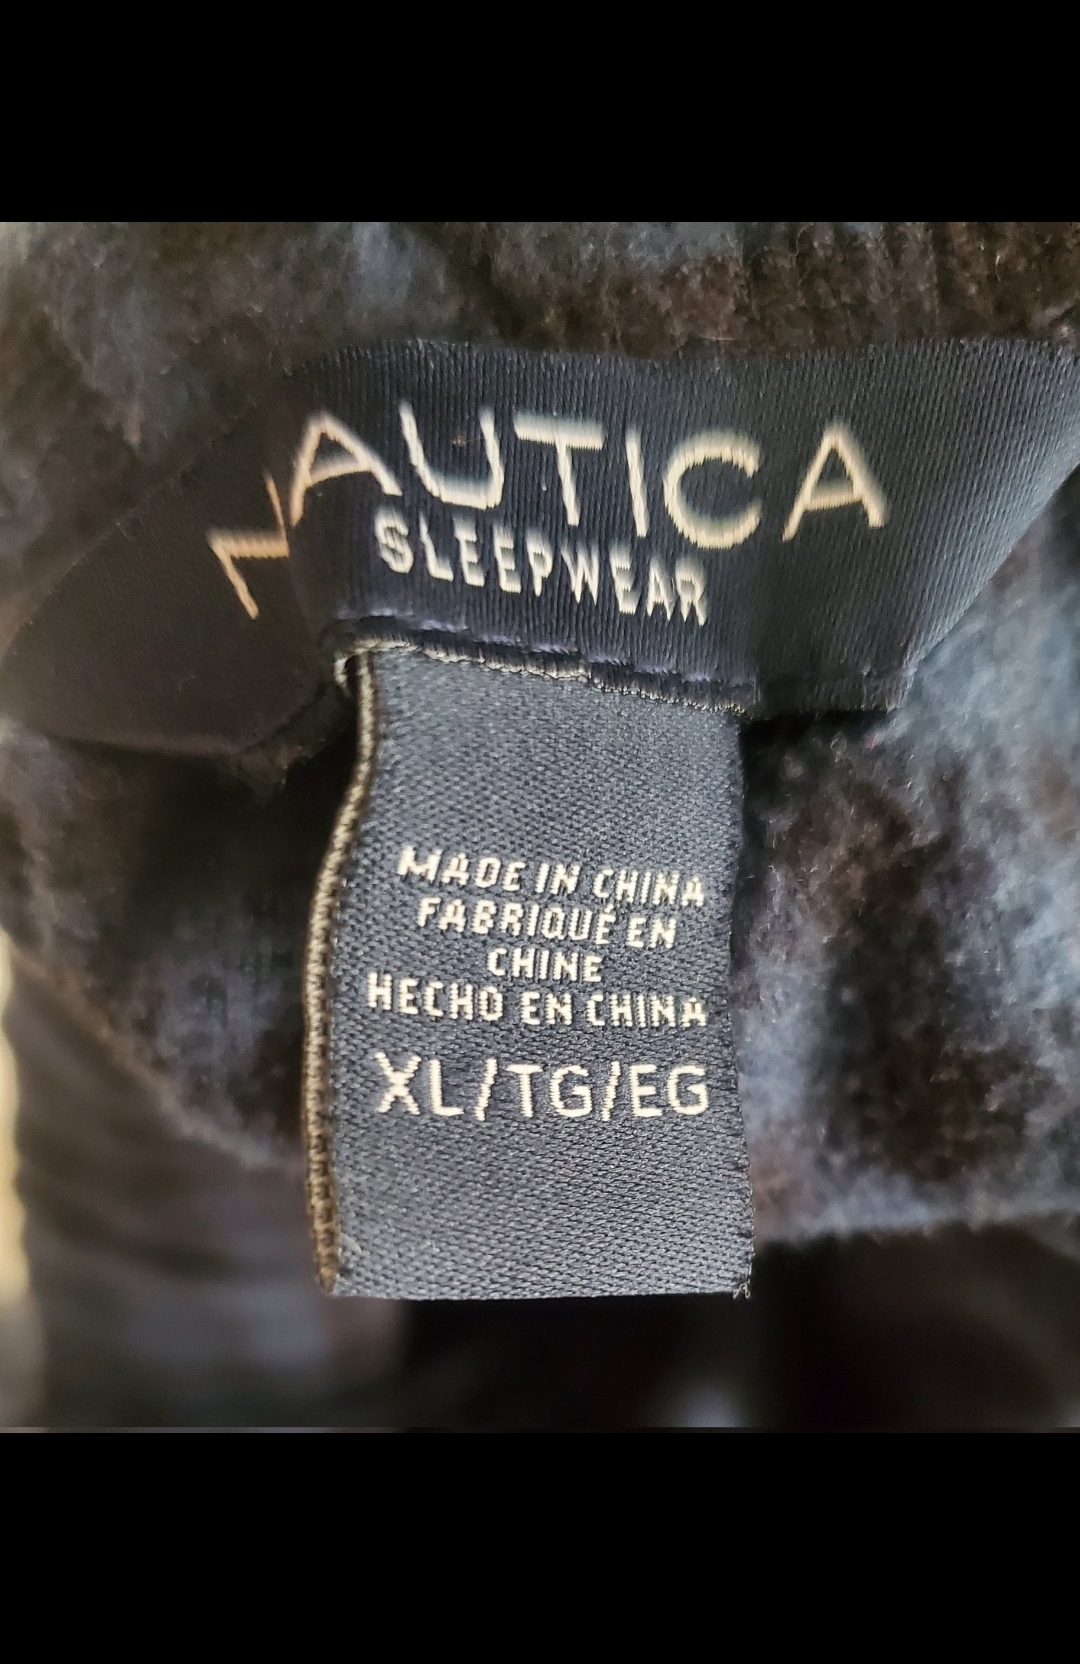 NAUTICA
SLEEPWEAR
MADE IN CHINA
FABRIQUÉ EN
CHINE
HECHO EN CHINA
XL/TG/EG